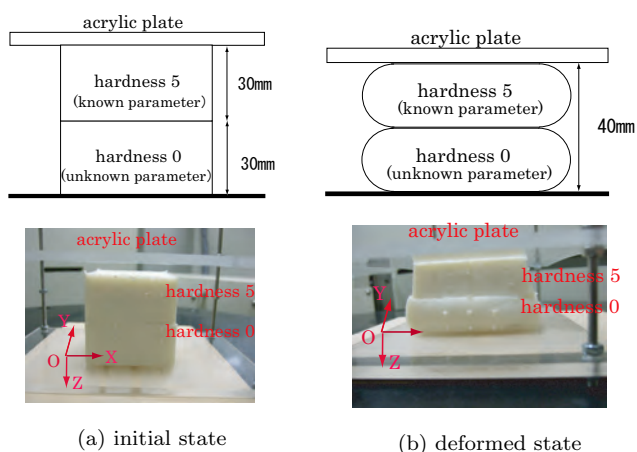 acrylic plate
hardness 5
(known parameter)
30mm
hardness 0
(unknown parameter)
30mm
acrylic plate
hardness 5
(known parameter)
hardness 0
(unknown parameter)
40mm
acrylic plate
hardness 5
hardness 0
Y
O
X
Z
acrylic plate
hardness 5
hardness 0
Y
O
Z
(a) initial state
(b) deformed state